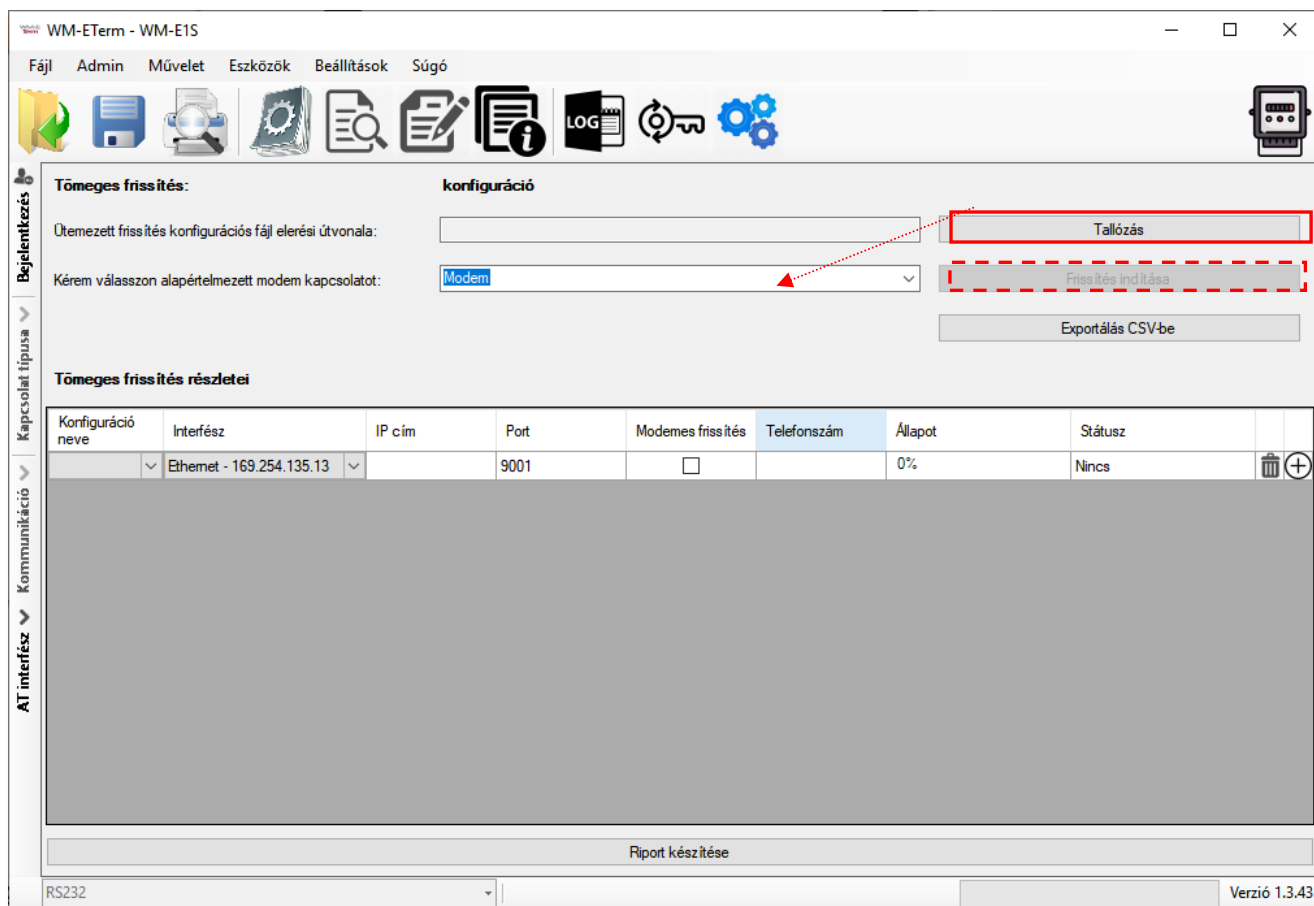 WM-ETerm - WM-E1S
Fájl Admin Művelet Eszközök Beállítások Súgó
LOG
Bejelentkezés
Kapcsolat típusa
Kommunikáció
AT interfész
Tömeges frissítés: konfiguráció
Ütemezett frissítés konfigurációs fájl elerési útvonala: Tallózás
Kérem válasszon alapértelmezett modem kapcsolatot: Modem Frissítés indítása
Exportálás CSV-be
Tömeges frissítés részletei
Konfiguráció
neve Interfész IP cím Port Modemes frissítés Telefonszám Állapot Státusz
Ethernet - 169.254.135.13 9001 0% Nincs
Riport készítése
RS232 Verzió 1.3.43